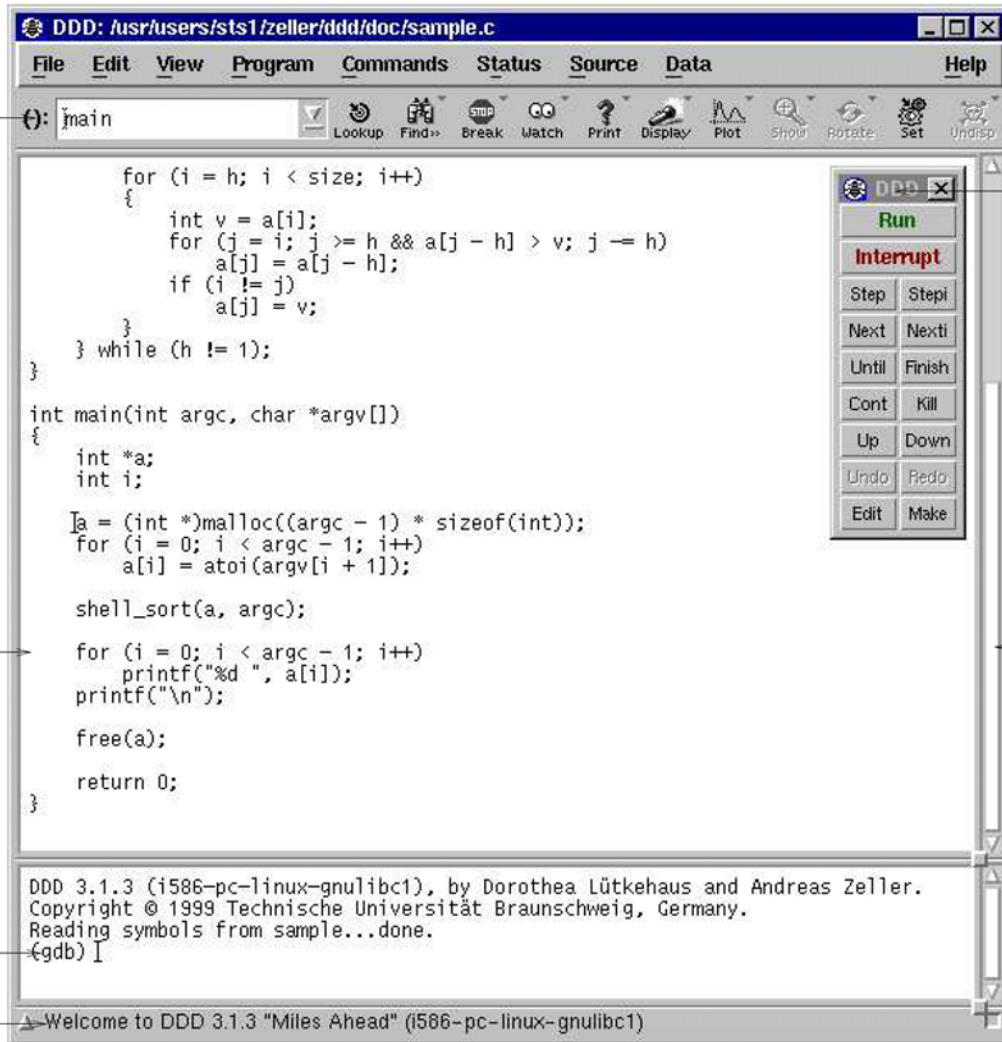 DDD: /usr/users/sts1/zeller/ddd/doc/sample.c
File Edit View Program Commands Status Source Data Help
(): main Lookup Find» Break Watch Print Display Plot Show Rotate Set Undisp
for (i = h; i < size; i++)
{
int v = a[i];
for (j = i; j >= h && a[j - h] > v; j -= h)
a[j] = a[j - h];
if (i != j)
a[j] = v;
}
} while (h != 1);
}
int main(int argc, char *argv[])
{
int *a;
int i;
a = (int *)malloc((argc - 1) * sizeof(int));
for (i = 0; i < argc - 1; i++)
a[i] = atoi(argv[i + 1]);
shell_sort(a, argc);
for (i = 0; i < argc - 1; i++)
printf("%d ", a[i]);
printf("\n");
free(a);
return 0;
}
DDD
Run
Interrupt
Step Stepi
Next Nexti
Until Finish
Cont Kill
Up Down
Undo Redo
Edit Make
DDD 3.1.3 (i586-pc-linux-gnulibc1), by Dorothea Lütkehaus and Andreas Zeller.
Copyright © 1999 Technische Universität Braunschweig, Germany.
Reading symbols from sample...done.
(gdb)
Welcome to DDD 3.1.3 "Miles Ahead" (i586-pc-linux-gnulibc1)